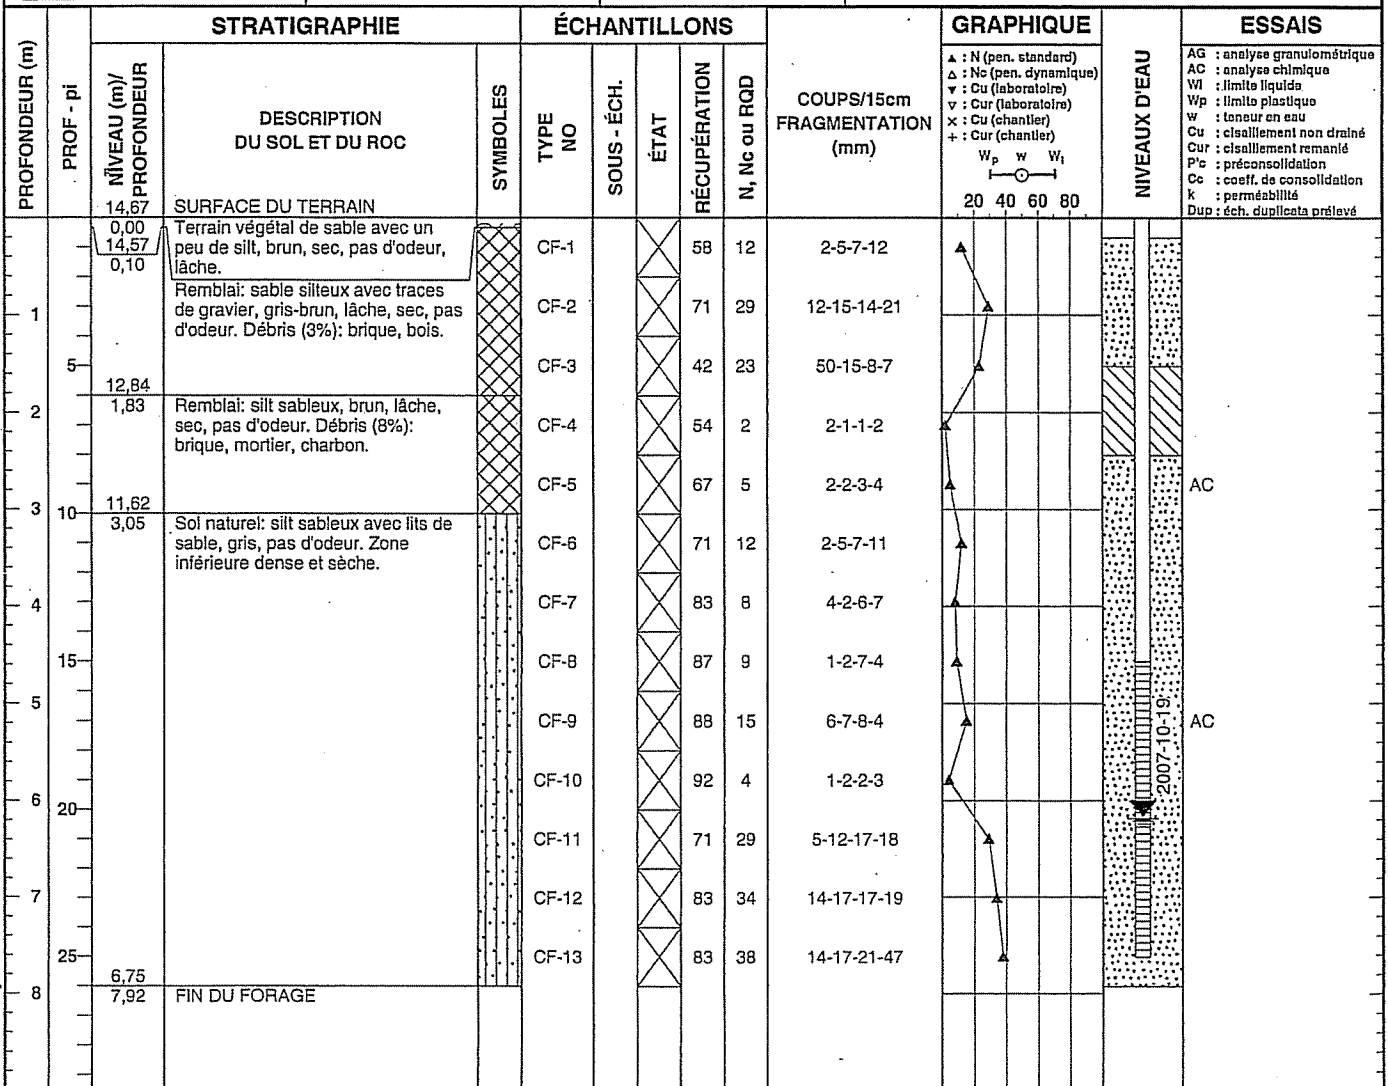 STRATIGRAPHIE
ÉCHANTILLONS
GRAPHIQUE
ESSAIS
PROFONDEUR (m)
PROF - pi
NIVEAU (m)/
PROFONDEUR
DESCRIPTION
DU SOL ET DU ROC
SYMBOLES
TYPE
NO
SOUS - ÉCH.
ÉTAT
RÉCUPÉRATION
N, Nc ou RQD
COUPS/15cm
FRAGMENTATION
(mm)
▲ : N (pen. standard)
△ : Nc (pen. dynamique)
▼ : Cu (laboratoire)
▽ : Cur (laboratoire)
× : Cu (chantier)
+ : Cur (chantier)
Wp w Wl
20 40 60 80
NIVEAUX D'EAU
AG : analyse granulométrique
AC : analyse chimique
Wl : limite liquide
Wp : limite plastique
w : teneur en eau
Cu : cisaillement non drainé
Cur : cisaillement remanié
P'c : préconsolidation
Cc : coeff. de consolidation
k : perméabilité
Dup : éch. duplicata prélevé
14,67 SURFACE DU TERRAIN
0,00 Terrain végétal de sable avec un
14,57 peu de silt, brun, sec, pas d'odeur,
0,10 lâche.
CF-1 58 12 2-5-7-12
Remblai: sable silteux avec traces
de gravier, gris-brun, lâche, sec, pas
d'odeur. Débris (3%): brique, bois.
1 CF-2 71 29 12-15-14-21
5 CF-3 42 23 50-15-8-7
12,84
1,83 Remblai: silt sableux, brun, lâche,
sec, pas d'odeur. Débris (8%):
brique, mortier, charbon.
2 CF-4 54 2 2-1-1-2
CF-5 67 5 2-2-3-4 AC
11,62
3 10
3,05 Sol naturel: silt sableux avec lits de
sable, gris, pas d'odeur. Zone
inférieure dense et sèche.
CF-6 71 12 2-5-7-11
4 CF-7 83 8 4-2-6-7
15 CF-8 87 9 1-2-7-4
5 CF-9 88 15 6-7-8-4 AC
2007-10-19
CF-10 92 4 1-2-2-3
6 20
CF-11 71 29 5-12-17-18
7 CF-12 83 34 14-17-17-19
25 CF-13 83 38 14-17-21-47
6,75
8 7,92 FIN DU FORAGE